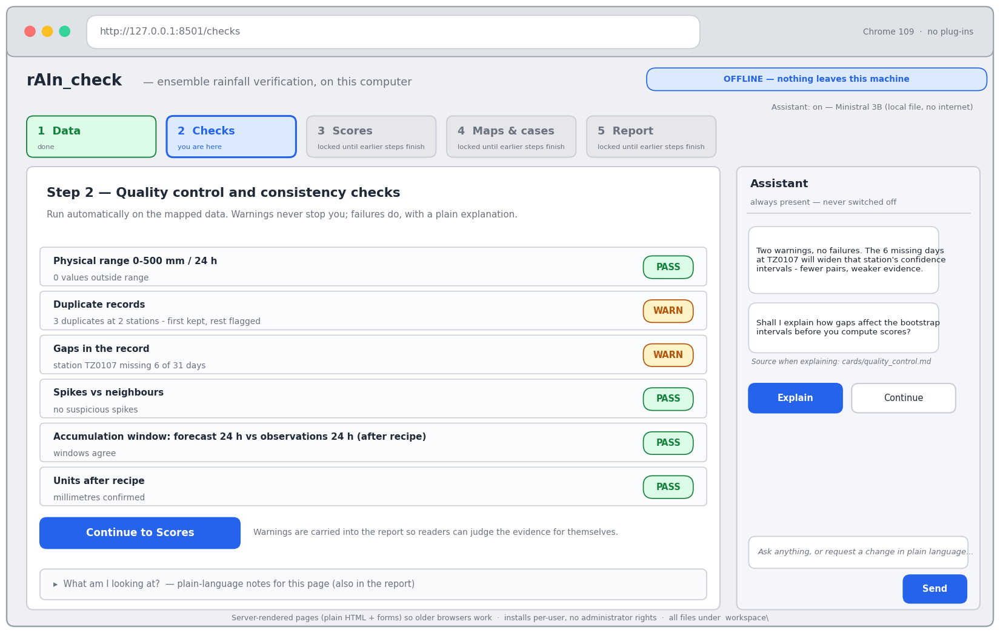 http://127.0.0.1:8501/checks
Chrome 109 · no plug-ins
rAIn_check — ensemble rainfall verification, on this computer
OFFLINE — nothing leaves this machine
Assistant: on — Ministral 3B (local file, no internet)
1 Data
done
2 Checks
you are here
3 Scores
locked until earlier steps finish
4 Maps & cases
locked until earlier steps finish
5 Report
locked until earlier steps finish
Step 2 — Quality control and consistency checks
Run automatically on the mapped data. Warnings never stop you; failures do, with a plain explanation.
Physical range 0-500 mm / 24 h
0 values outside range
PASS
Duplicate records
3 duplicates at 2 stations - first kept, rest flagged
WARN
Gaps in the record
station TZ0107 missing 6 of 31 days
WARN
Spikes vs neighbours
no suspicious spikes
PASS
Accumulation window: forecast 24 h vs observations 24 h (after recipe)
windows agree
PASS
Units after recipe
millimetres confirmed
PASS
Continue to Scores
Warnings are carried into the report so readers can judge the evidence for themselves.
▸ What am I looking at? — plain-language notes for this page (also in the report)
Assistant
always present — never switched off
Two warnings, no failures. The 6 missing days
at TZ0107 will widen that station's confidence
intervals - fewer pairs, weaker evidence.
Shall I explain how gaps affect the bootstrap
intervals before you compute scores?
Source when explaining: cards/quality_control.md
Explain
Continue
Ask anything, or request a change in plain language...
Send
Server-rendered pages (plain HTML + forms) so older browsers work · installs per-user, no administrator rights · all files under workspace\